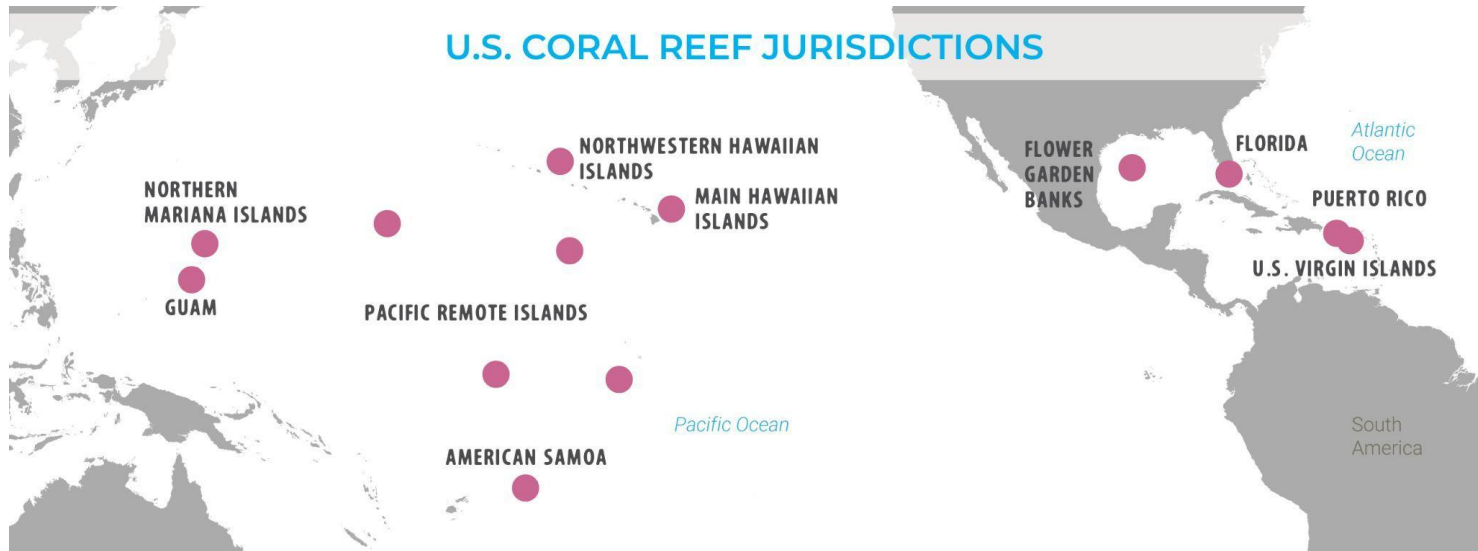 U.S. CORAL REEF JURISDICTIONS
NORTHWESTERN HAWAIIAN
ISLANDS
MAIN HAWAIIAN
ISLANDS
NORTHERN
MARIANA ISLANDS
GUAM
PACIFIC REMOTE ISLANDS
AMERICAN SAMOA
Pacific Ocean
FLOWER
GARDEN
BANKS
FLORIDA
Atlantic
Ocean
PUERTO RICO
U.S. VIRGIN ISLANDS
South
America